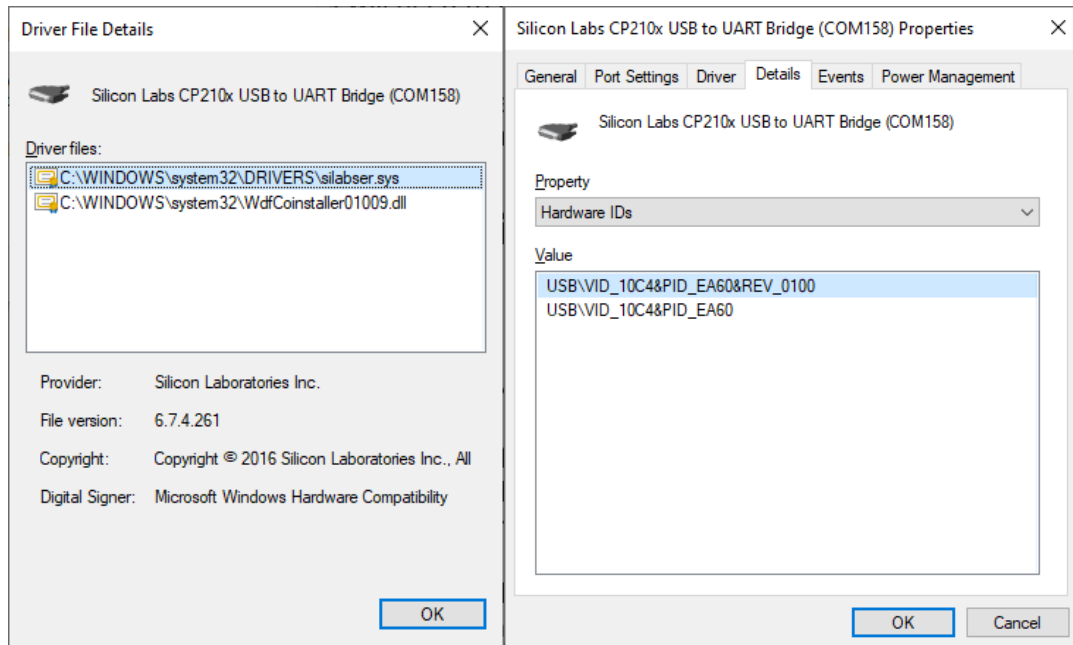 Driver File Details
Silicon Labs CP210x USB to UART Bridge (COM158)
Driver files:
C:\WINDOWS\system32\DRIVERS\silabser.sys
C:\WINDOWS\system32\WdfCoinstaller01009.dll
Provider: Silicon Laboratories Inc.
File version: 6.7.4.261
Copyright: Copyright © 2016 Silicon Laboratories Inc., All
Digital Signer: Microsoft Windows Hardware Compatibility
OK
Silicon Labs CP210x USB to UART Bridge (COM158) Properties
General Port Settings Driver Details Events Power Management
Silicon Labs CP210x USB to UART Bridge (COM158)
Property
Hardware IDs
Value
USB\VID_10C4&PID_EA60&REV_0100
USB\VID_10C4&PID_EA60
OK Cancel